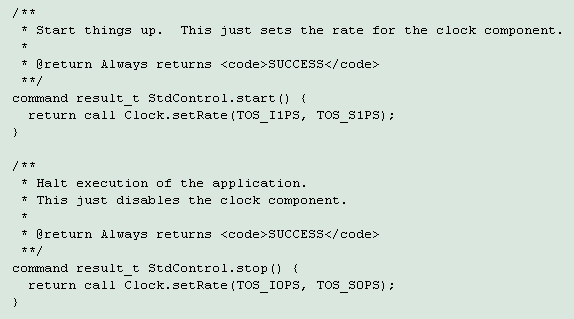 /**
 * Start things up.  This just sets the rate for the clock component.
 *
 * @return Always returns <code>SUCCESS</code>
 **/
command result_t StdControl.start() {
  return call Clock.setRate(TOS_I1PS, TOS_S1PS);
}

/**
 * Halt execution of the application.
 * This just disables the clock component.
 *
 * @return Always returns <code>SUCCESS</code>
 **/
command result_t StdControl.stop() {
  return call Clock.setRate(TOS_I0PS, TOS_S0PS);
}